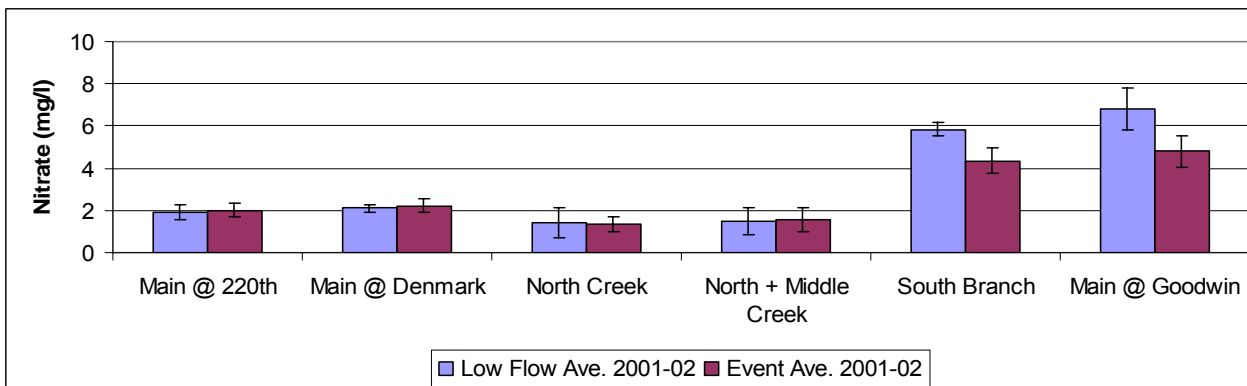 Nitrate (mg/l)
10
8
6
4
2
0
Main @ 220th
Main @ Denmark
North Creek
North + Middle
Creek
South Branch
Main @ Goodwin
Low Flow Ave. 2001-02
Event Ave. 2001-02